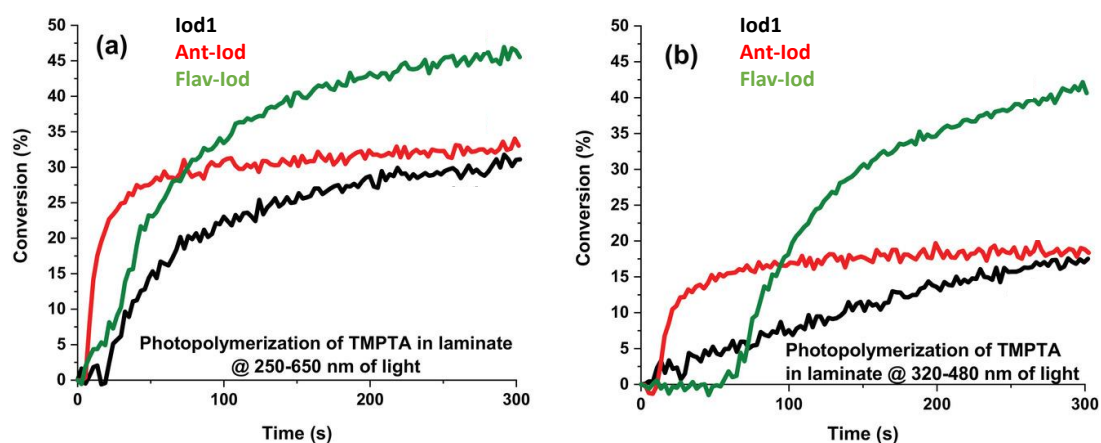 (a)
Iod1
Ant-Iod
Flav-Iod
Conversion (%)
50
45
40
35
30
25
20
15
10
5
0
Photopolymerization of TMPTA in laminate
@ 250-650 nm of light
0
100
200
300
Time (s)
(b)
Iod1
Ant-Iod
Flav-Iod
Conversion (%)
50
45
40
35
30
25
20
15
10
5
0
Photopolymerization of TMPTA
in laminate @ 320-480 nm of light
0
100
200
300
Time (s)